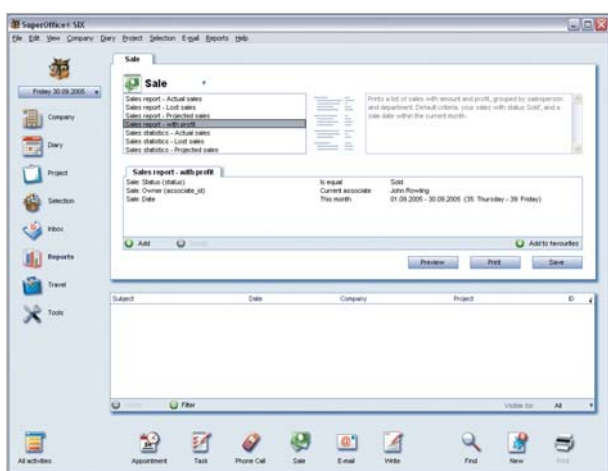 SuperOffice SIX
File Edit View Company Diary Project Selection E-mail Reports Help
Friday 30.09.2005
Company
Diary
Project
Selection
Inbox
Reports
Travel
Tools
Sale
Sale
Sales report - Actual sales
Sales report - Lost sales
Sales report - Projected sales
Sales report - with profit
Sales statistics - Actual sales
Sales statistics - Lost sales
Sales statistics - Projected sales
Prints a list of sales with amount and profit, grouped by salesperson
and department. Default criteria: your sales with status Sold', and a
sale date within the current month.
Sales report - with profit
Sale: Status (status) Is equal Sold
Sale: Owner (associate_id) Current associate John Rowling
Sale: Date This month 01.09.2005 - 30.09.2005 (35: Thursday - 39: Friday)
Add
Add to favourites
Preview Print Save
Subject Date Company Project ID
Filter Visible for: All
All activities Appointment Task Phone Call Sale E-mail Write Find New Print